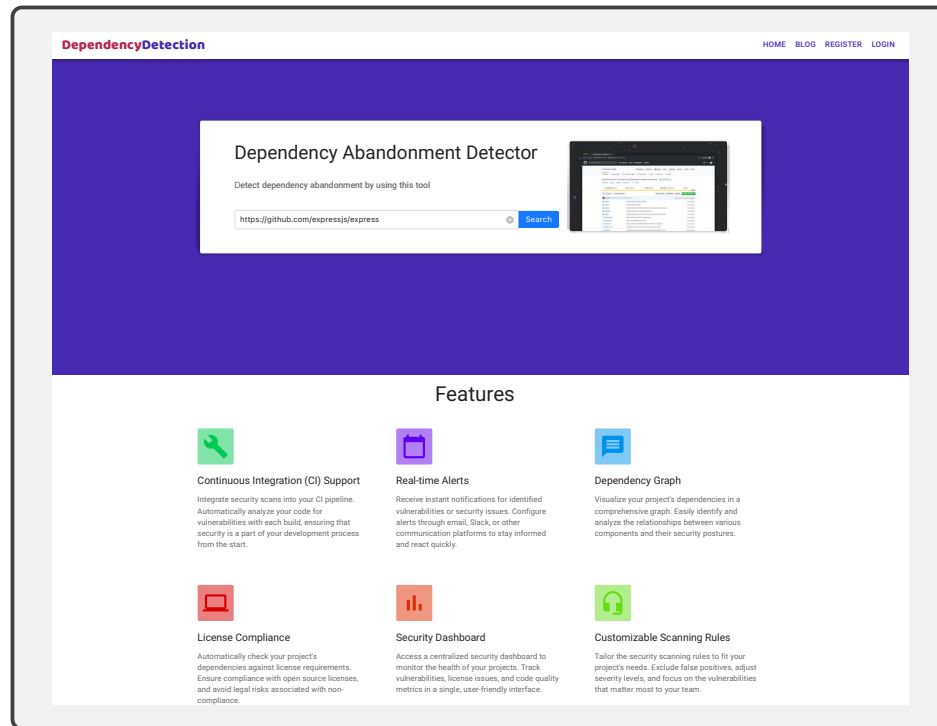 DependencyDetection
HOME BLOG REGISTER LOGIN
Dependency Abandonment Detector
Detect dependency abandonment by using this tool
https://github.com/expressjs/express
Search
Features
Continuous Integration (CI) Support
Integrate security scans into your CI pipeline.
Automatically analyze your code for
vulnerabilities with each build, ensuring that
security is a part of your development process
from the start.
Real-time Alerts
Receive instant notifications for identified
vulnerabilities or security issues. Configure
alerts through email, Slack, or other
communication platforms to stay informed
and react quickly.
Dependency Graph
Visualize your project's dependencies in a
comprehensive graph. Easily identify and
analyze the relationships between various
components and their security postures.
License Compliance
Automatically check your project's
dependencies against license requirements.
Ensure compliance with open source licenses,
and avoid legal risks associated with non-
compliance.
Security Dashboard
Access a centralized security dashboard to
monitor the health of your projects. Track
vulnerabilities, license issues, and code quality
metrics in a single, user-friendly interface.
Customizable Scanning Rules
Tailor the security scanning rules to fit your
project's needs. Exclude false positives, adjust
severity levels, and focus on the vulnerabilities
that matter most to your team.